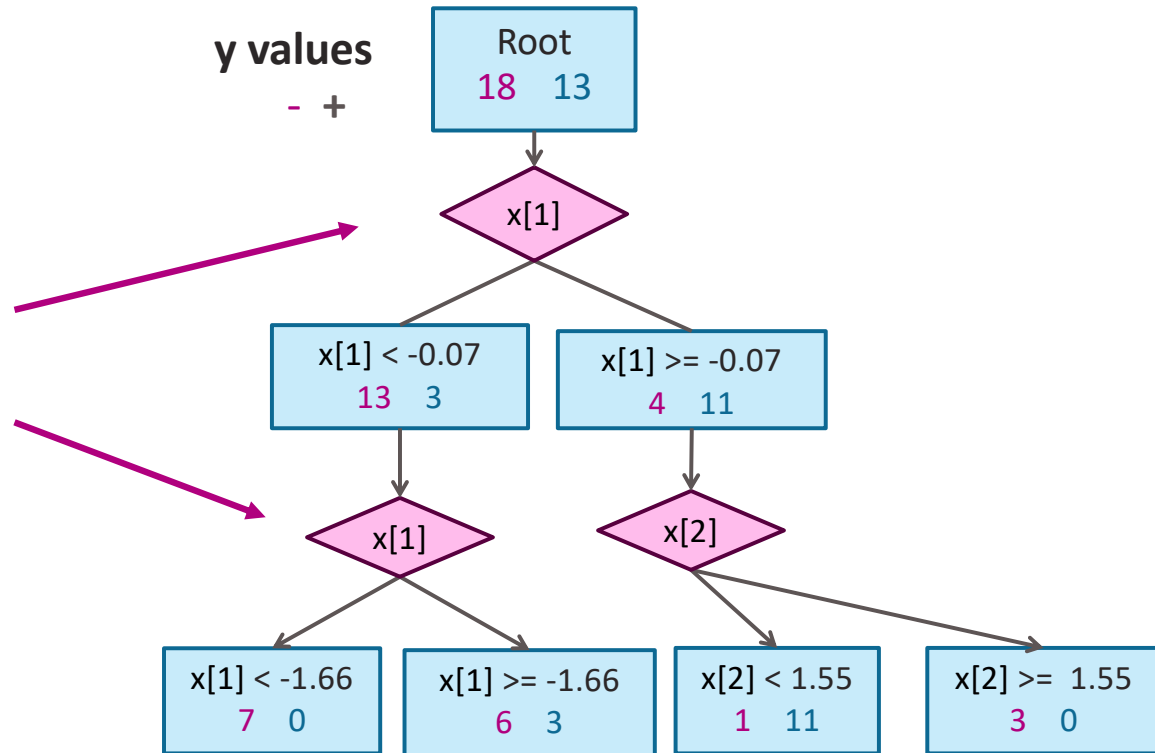 y values
- +
Root
18 13
x[1]
x[1] < -0.07
13 3
x[1] >= -0.07
4 11
x[1]
x[2]
x[1] < -1.66
7 0
x[1] >= -1.66
6 3
x[2] < 1.55
1 11
x[2] >= 1.55
3 0